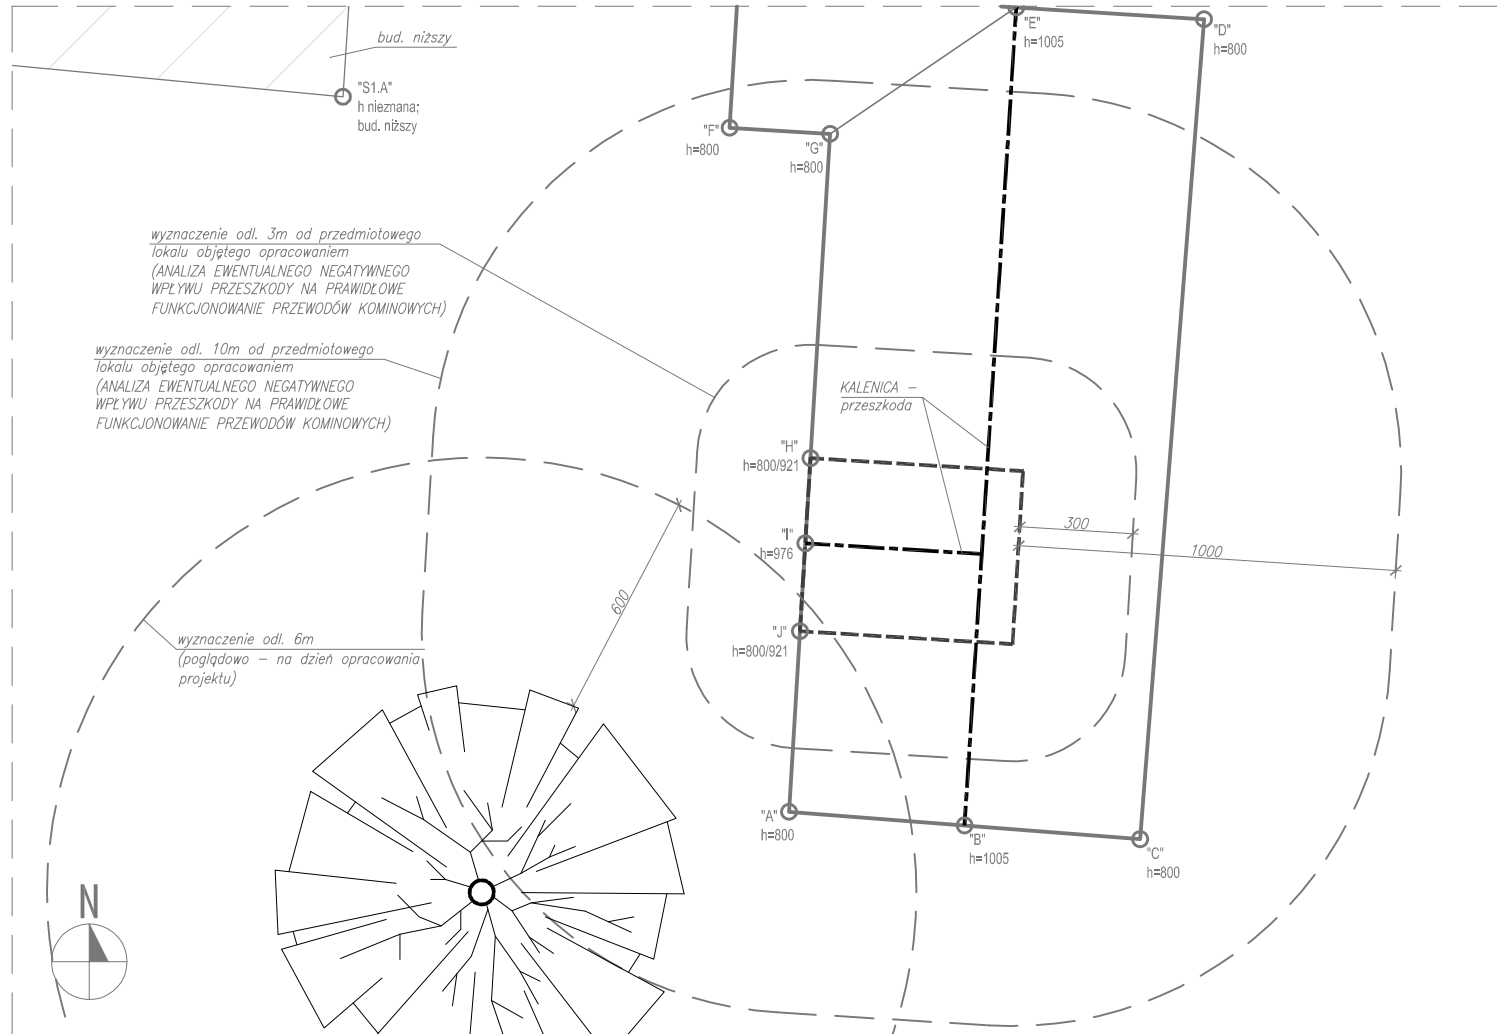 bud. niższy
"E"
h=1005
"D"
h=800
"S1.A"
h nieznana;
bud. niższy
"F"
h=800
"G"
h=800
wyznaczenie odl. 3m od przedmiotowego
lokalu objętego opracowaniem
(ANALIZA EWENTUALNEGO NEGATYWNEGO
WPŁYWU PRZESZKODY NA PRAWIDŁOWE
FUNKCJONOWANIE PRZEWODÓW KOMINOWYCH)
wyznaczenie odl. 10m od przedmiotowego
lokalu objętego opracowaniem
(ANALIZA EWENTUALNEGO NEGATYWNEGO
WPŁYWU PRZESZKODY NA PRAWIDŁOWE
FUNKCJONOWANIE PRZEWODÓW KOMINOWYCH)
KALENICA –
przeszkoda
"H"
h=800/921
"I"
h=976
300
1000
600
"J"
h=800/921
wyznaczenie odl. 6m
(poglądowo – na dzień opracowania
projektu)
"A"
h=800
"B"
h=1005
"C"
h=800
N